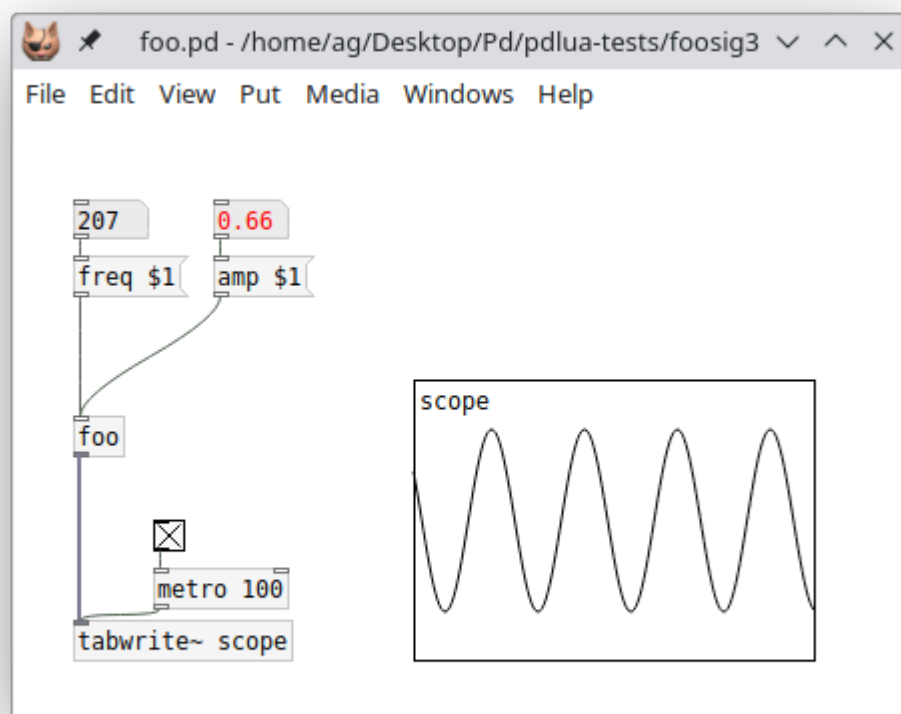 foo.pd - /home/ag/Desktop/Pd/pdlua-tests/foosig3
File Edit View Put Media Windows Help
207 0.66
freq $1 amp $1
scope
foo
metro 100
tabwrite~ scope